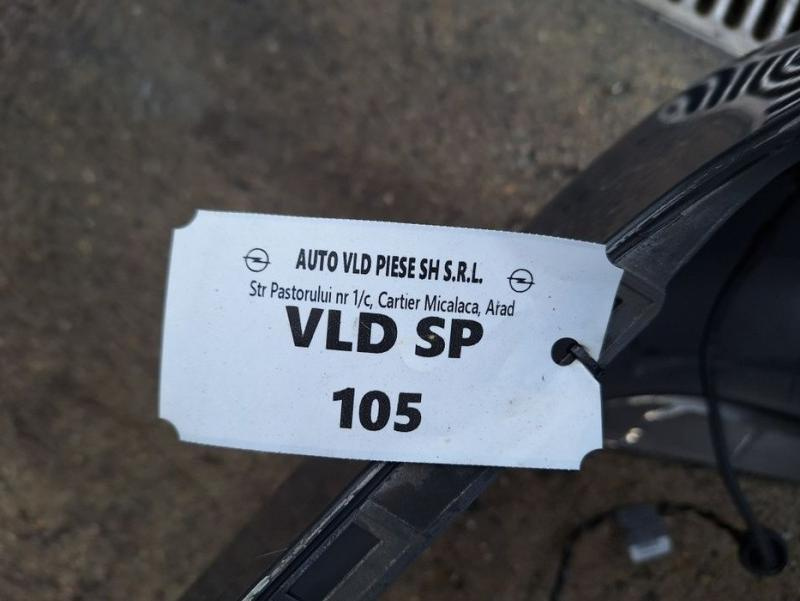 AUTO VLD PIESE SH S.R.L.
Str Pastorului nr 1/c, Cartier Micalaca, Arad
VLD SP
105